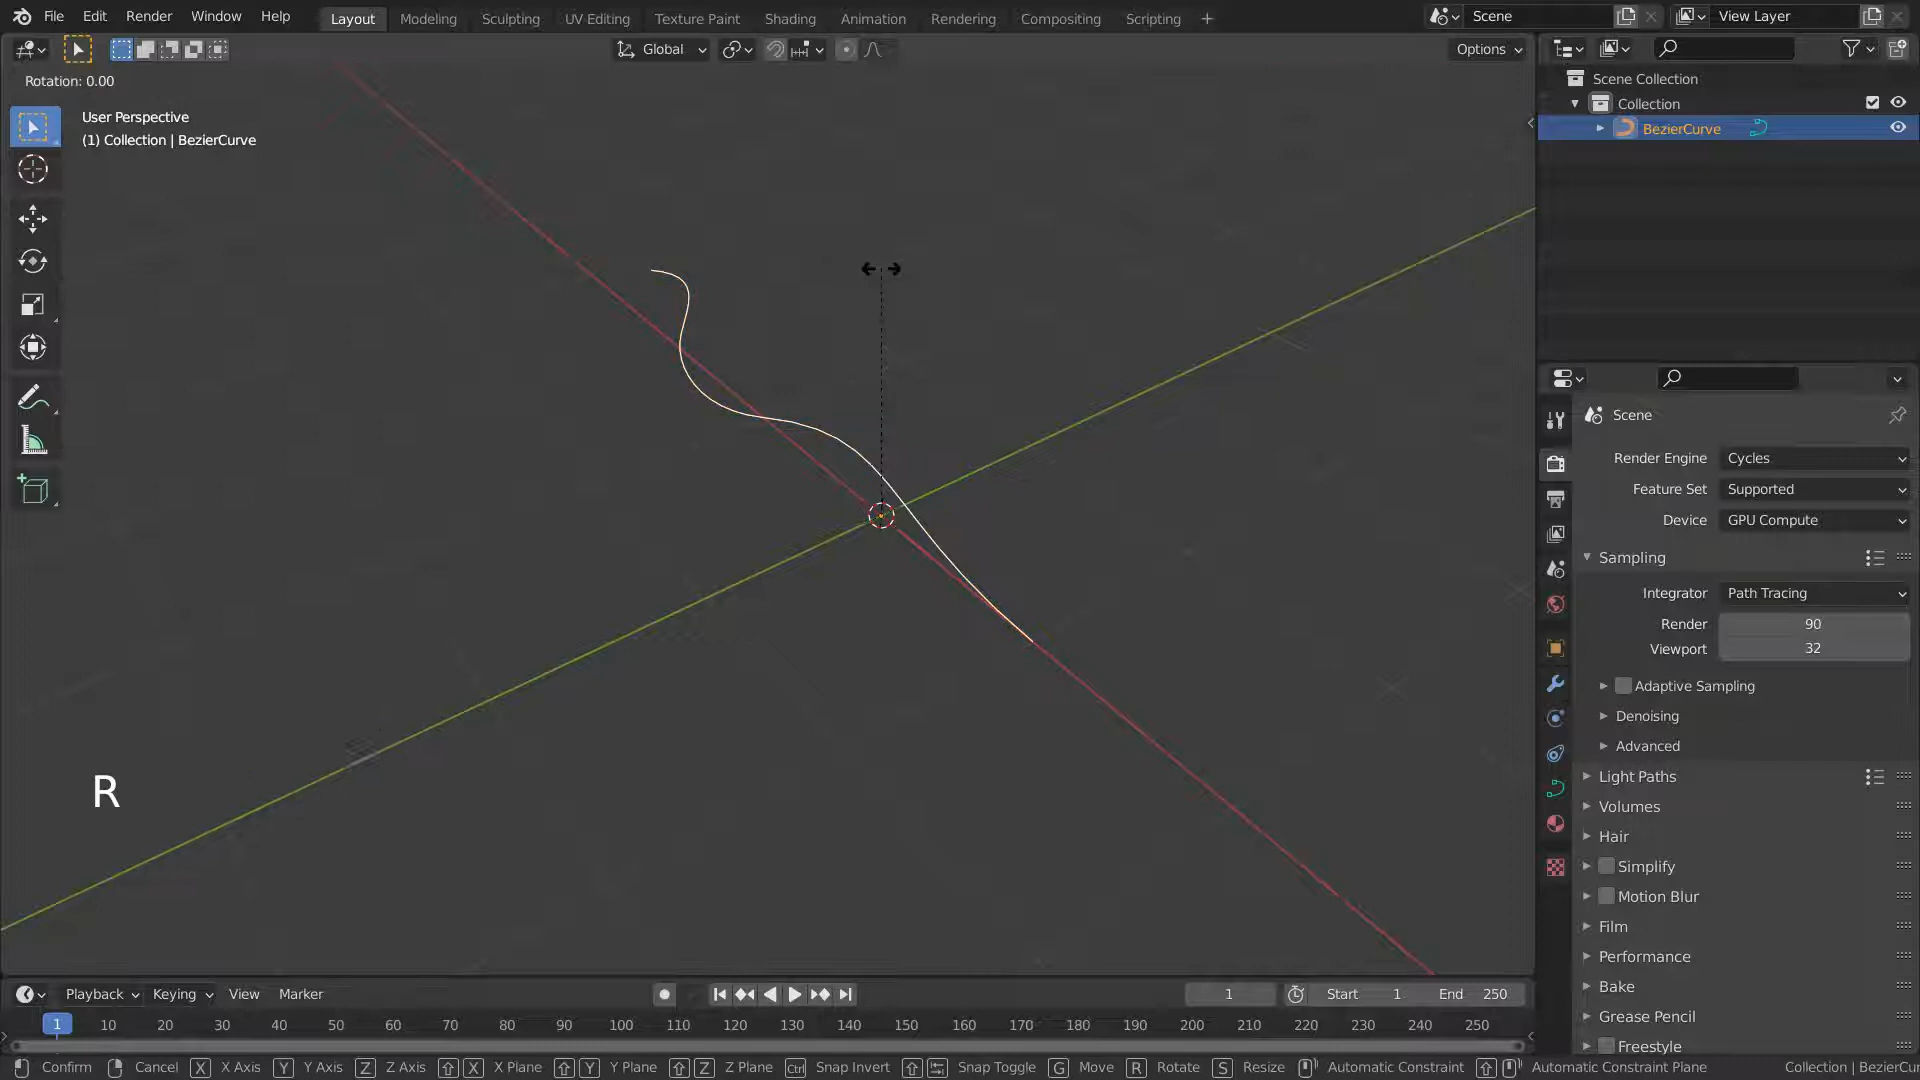 File Edit Render Window Help Layout Modeling Sculpting UV Editing Texture Paint Shading Animation Rendering Compositing Scripting + Scene View Layer
Global Options
Rotation: 0.00
User Perspective
(1) Collection | BezierCurve
Scene Collection
Collection
BezierCurve
Scene
Render Engine Cycles
Feature Set Supported
Device GPU Compute
Sampling
Integrator Path Tracing
Render 90
Viewport 32
Adaptive Sampling
Denoising
Advanced
Light Paths
Volumes
Hair
Simplify
Motion Blur
Film
Performance
Bake
Grease Pencil
Freestyle
R
Playback Keying View Marker 1 Start 1 End 250
1 10 20 30 40 50 60 70 80 90 100 110 120 130 140 150 160 170 180 190 200 210 220 230 240 250
Confirm Cancel X X Axis Y Y Axis Z Z Axis X X Plane Y Y Plane Z Z Plane Ctrl Snap Invert Snap Toggle G Move R Rotate S Resize Automatic Constraint Automatic Constraint Plane Collection | BezierCur